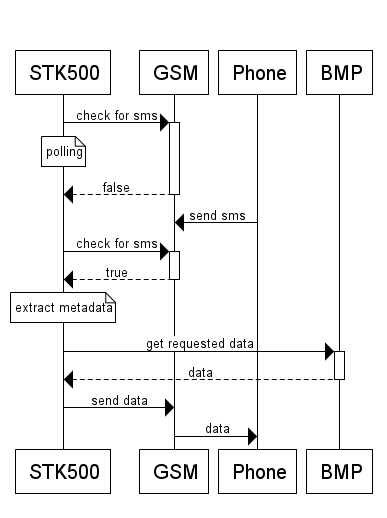 STK500 GSM Phone BMP
check for sms
polling
false
send sms
check for sms
true
extract metadata
get requested data
data
send data
data
STK500 GSM Phone BMP